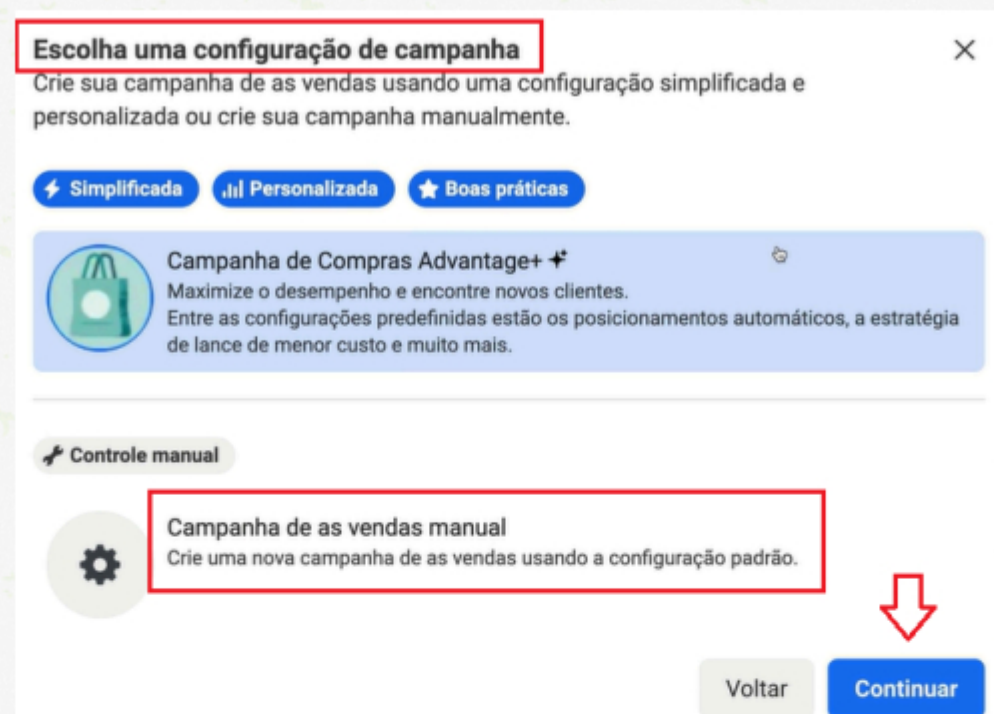 Escolha uma configuração de campanha
Crie sua campanha de as vendas usando uma configuração simplificada e
personalizada ou crie sua campanha manualmente.
Simplificada Personalizada Boas práticas
Campanha de Compras Advantage+
Maximize o desempenho e encontre novos clientes.
Entre as configurações predefinidas estão os posicionamentos automáticos, a estratégia
de lance de menor custo e muito mais.
Controle manual
Campanha de as vendas manual
Crie uma nova campanha de as vendas usando a configuração padrão.
Voltar Continuar